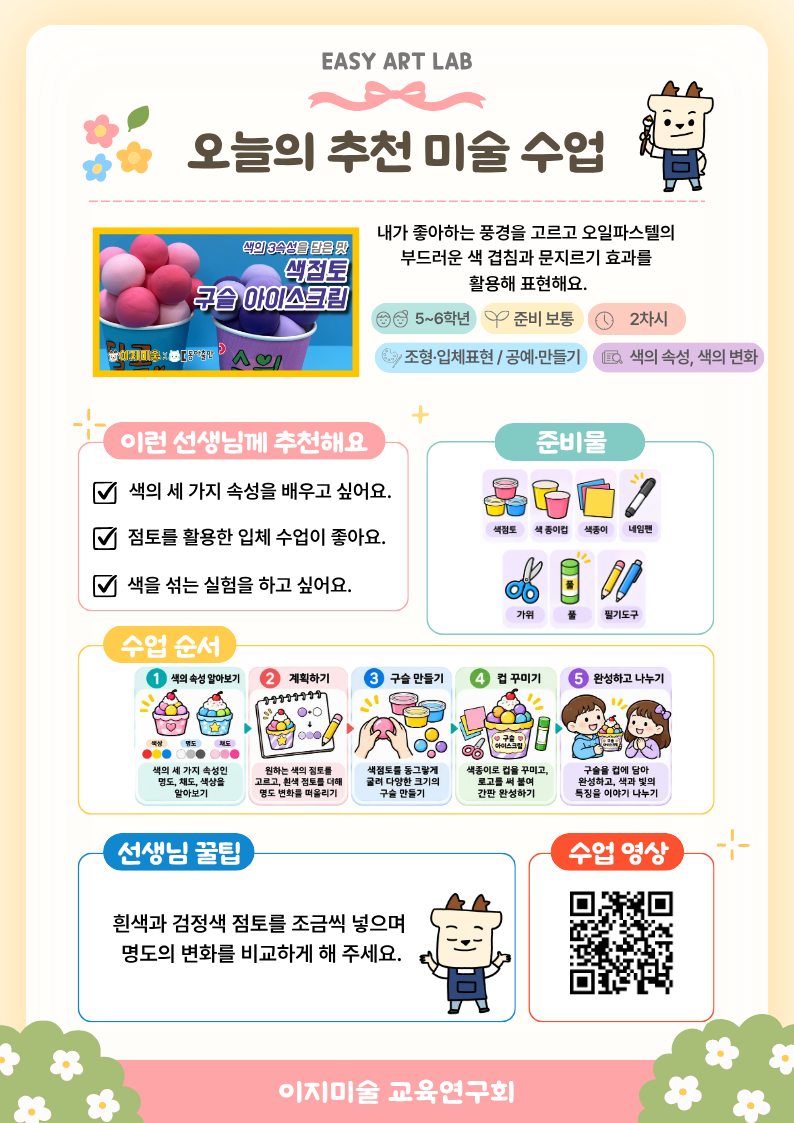 EASY ART LAB
오늘의 추천 미술 수업
색의 3속성을 담은 맛
색점토
구슬 아이스크림
이지미술 X
내가 좋아하는 풍경을 고르고 오일파스텔의
부드러운 색 겹침과 문지르기 효과를
활용해 표현해요.
5~6학년
준비 보통
2차시
조형·입체표현 / 공예·만들기
색의 속성, 색의 변화
이런 선생님께 추천해요
색의 세 가지 속성을 배우고 싶어요.
점토를 활용한 입체 수업이 좋아요.
색을 섞는 실험을 하고 싶어요.
준비물
색점토
색 종이컵
색종이
네임펜
가위
풀
풀
필기도구
수업 순서
1 색의 속성 알아보기
색상 명도 채도
색의 세 가지 속성인
명도, 채도, 색상을
알아보기
2 계획하기
원하는 색의 점토를
고르고, 흰색 점토를 더해
명도 변화를 떠올리기
3 구슬 만들기
색점토를 동그랗게
굴려 다양한 크기의
구슬 만들기
4 컵 꾸미기
구슬
아이스크림
색종이로 컵을 꾸미고,
로고를 써 붙여
간판 완성하기
5 완성하고 나누기
구슬
아이스크림
구슬을 컵에 담아
완성하고, 색과 빛의
특징을 이야기 나누기
선생님 꿀팁
흰색과 검정색 점토를 조금씩 넣으며
명도의 변화를 비교하게 해 주세요.
수업 영상
이지미술 교육연구회